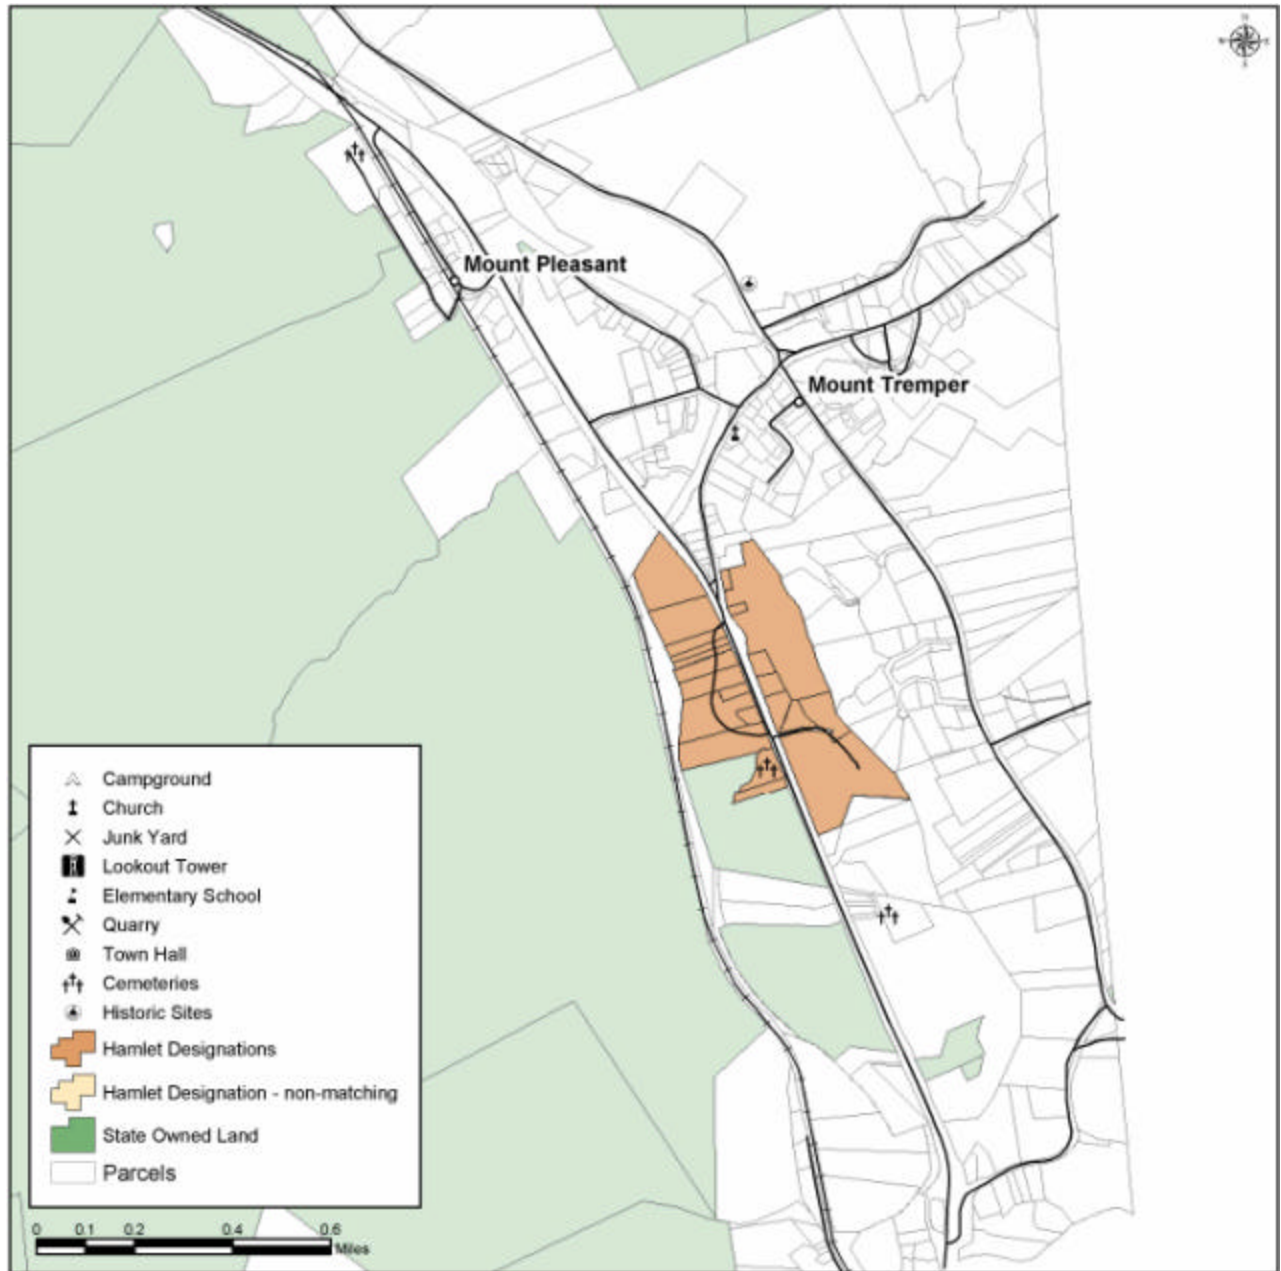 Mount Pleasant
Mount Tremper
Campground
Church
Junk Yard
Lookout Tower
Elementary School
Quarry
Town Hall
Cemeteries
Historic Sites
Hamlet Designations
Hamlet Designation - non-matching
State Owned Land
Parcels
0 0.1 0.2 0.4 0.6
Miles